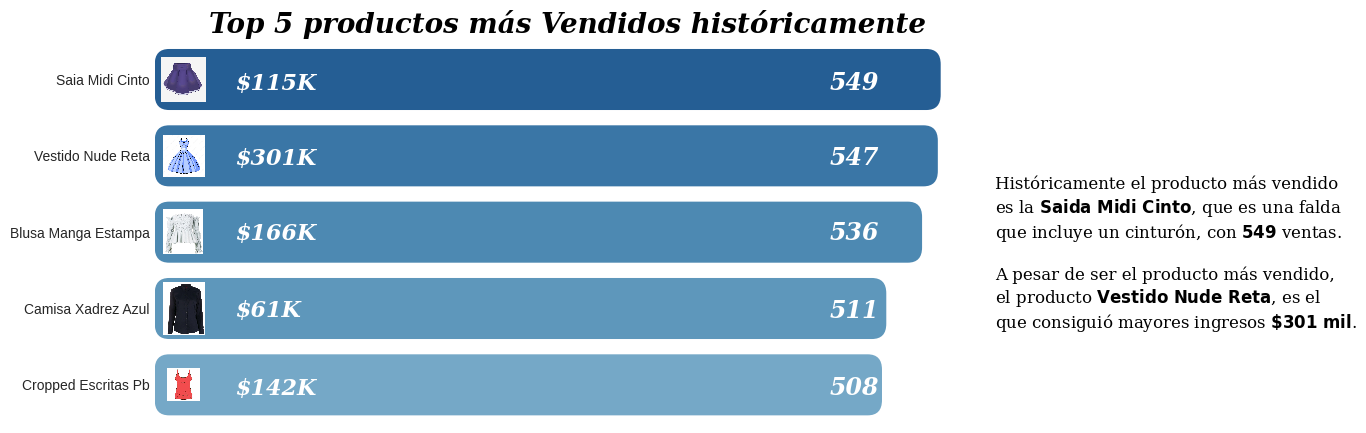 Top 5 productos más Vendidos históricamente
Saia Midi Cinto
$115K
549
Vestido Nude Reta
$301K
547
Blusa Manga Estampa
$166K
536
Camisa Xadrez Azul
$61K
511
Cropped Escritas Pb
$142K
508
Históricamente el producto más vendido
es la Saida Midi Cinto, que es una falda
que incluye un cinturón, con 549 ventas.
A pesar de ser el producto más vendido,
el producto Vestido Nude Reta, es el
que consiguió mayores ingresos $301 mil.